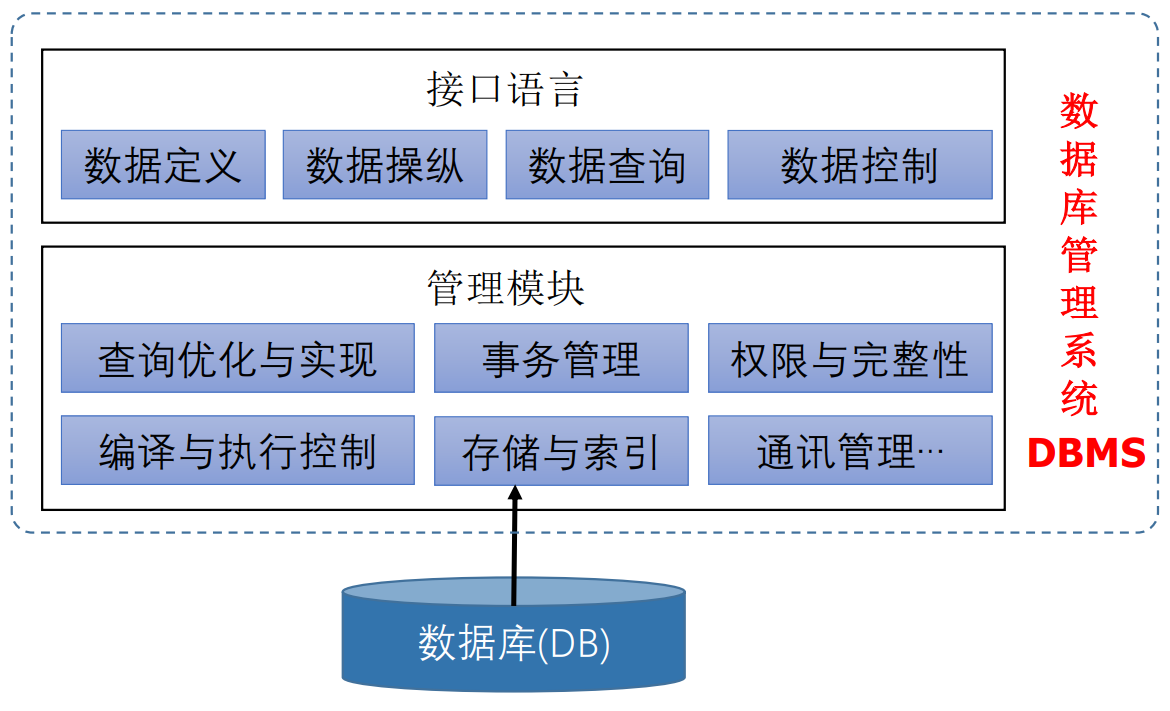 接口语言
数据定义
数据操纵
数据查询
数据控制
管理模块
查询优化与实现
事务管理
权限与完整性
编译与执行控制
存储与索引
通讯管理…
数据库管理系统
DBMS
数据库(DB)